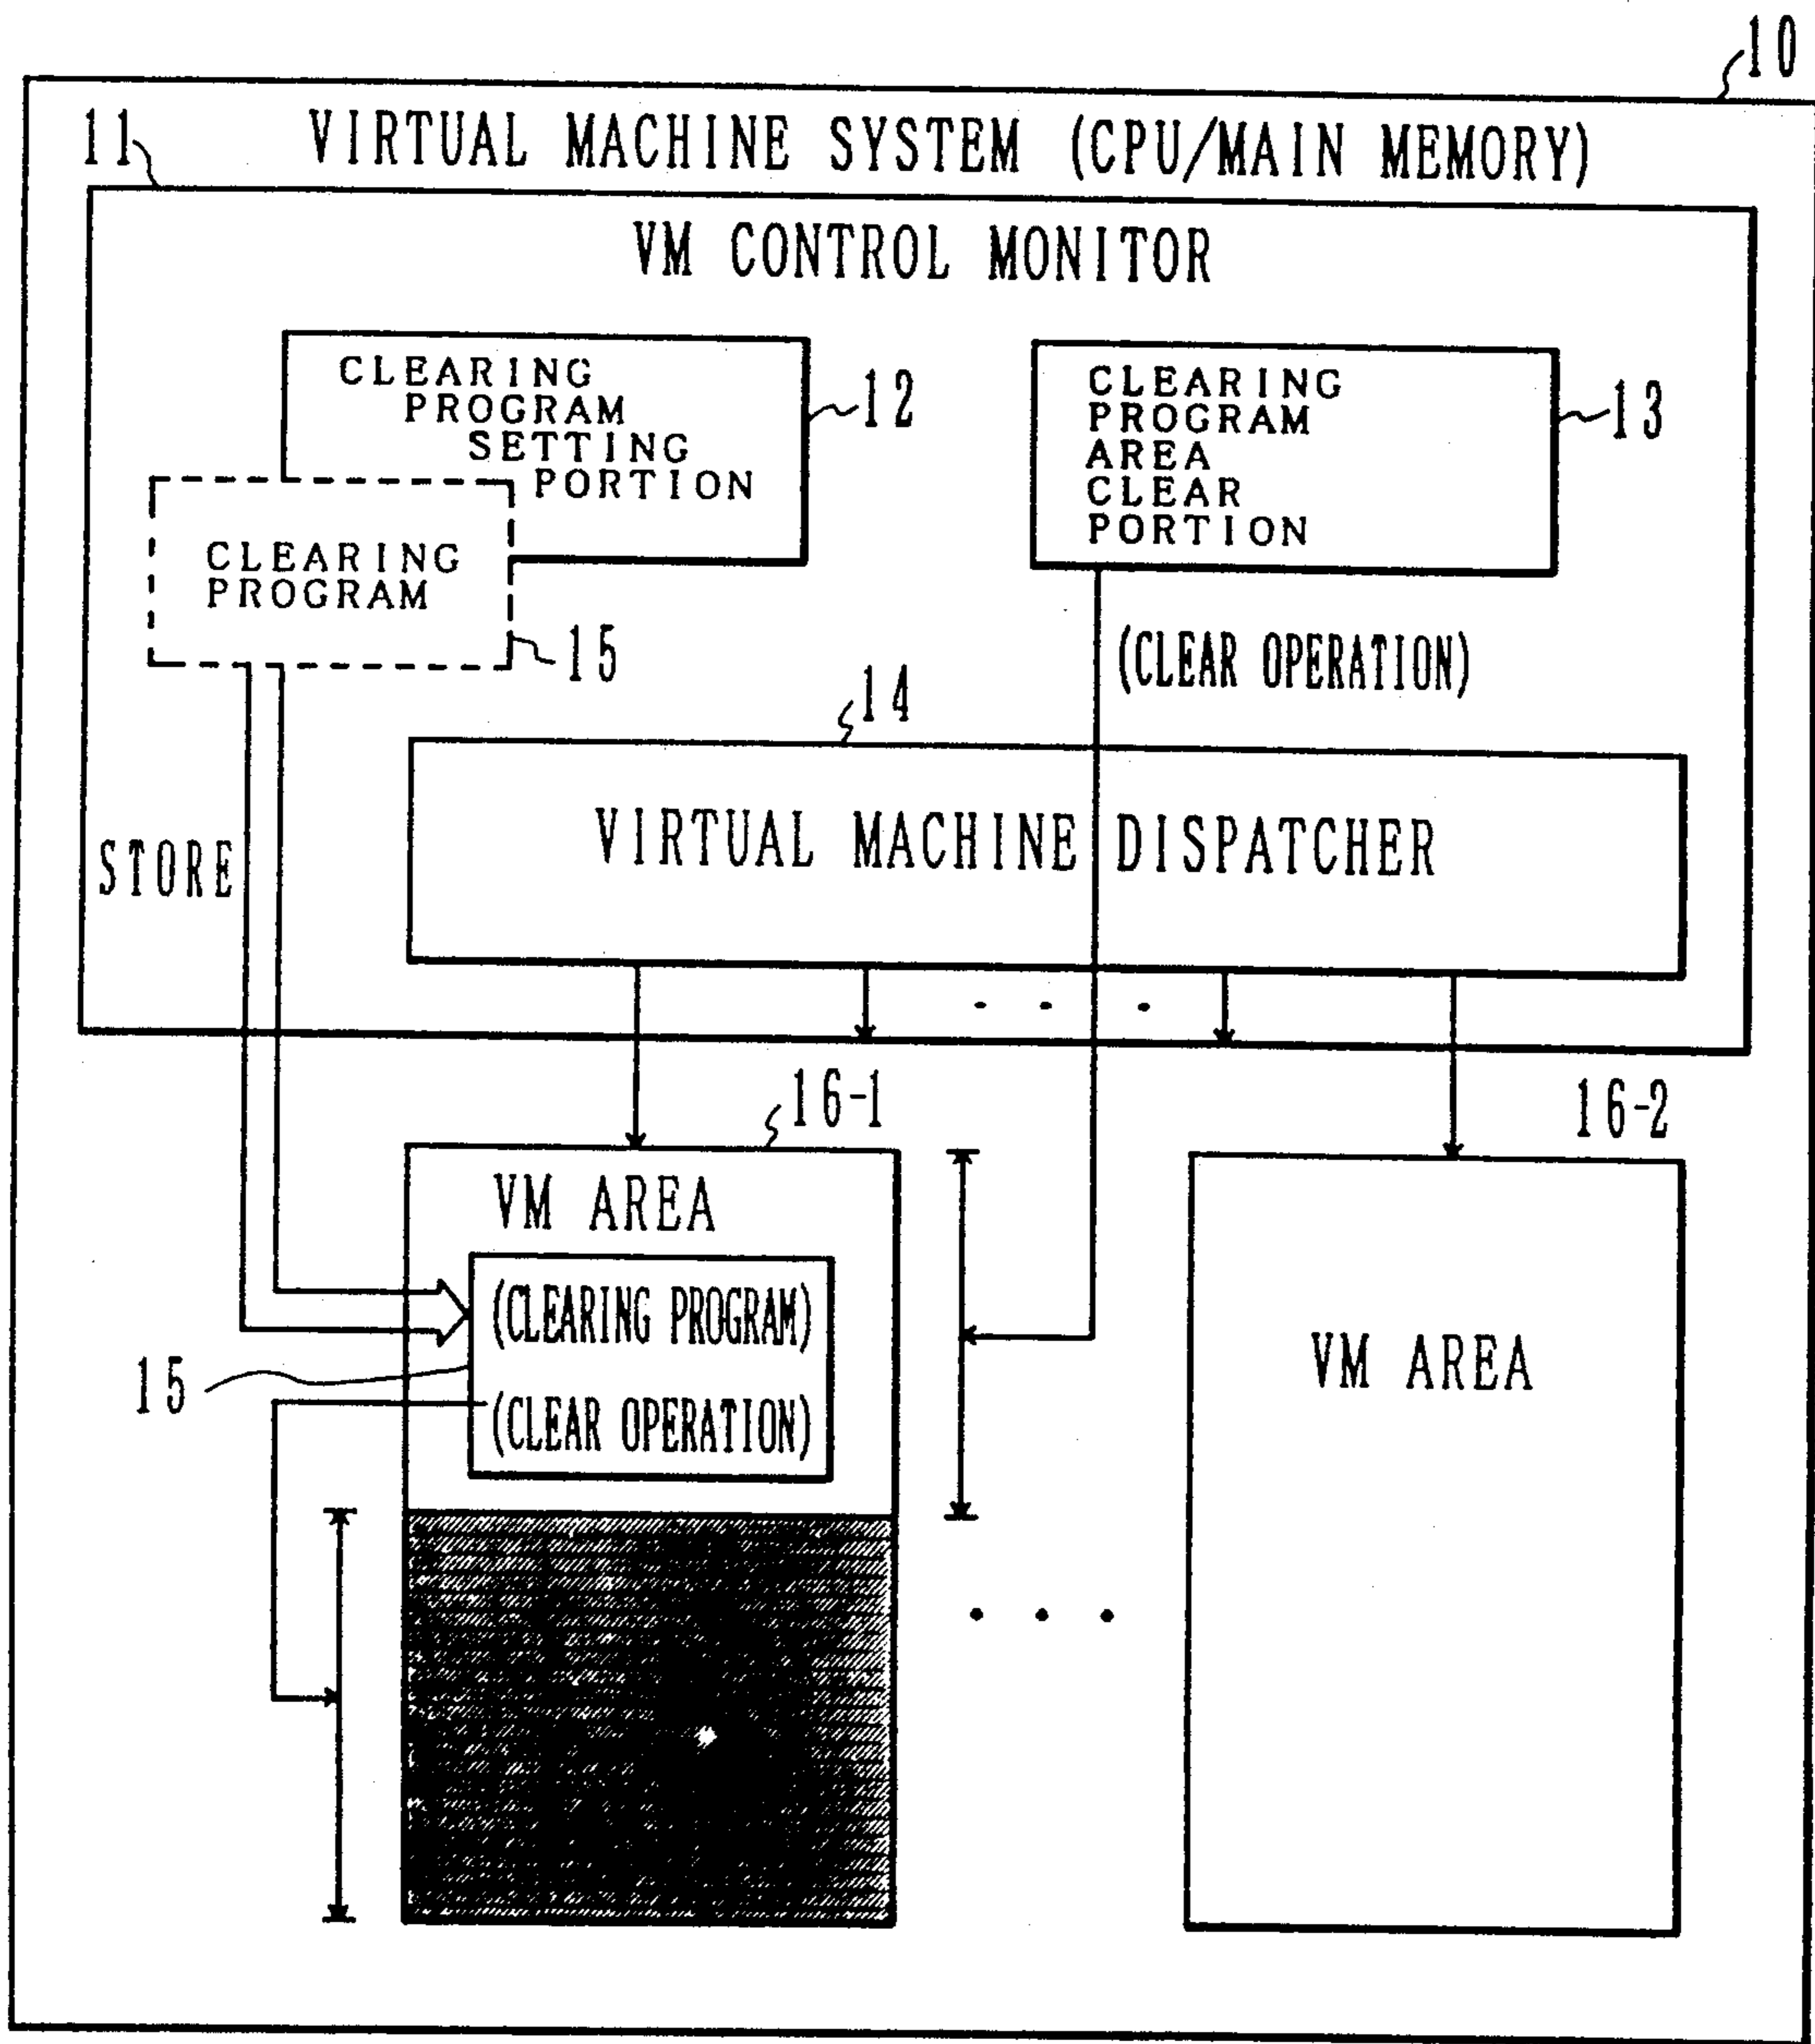 10
11
VIRTUAL MACHINE SYSTEM (CPU/MAIN MEMORY)
VM CONTROL MONITOR
CLEARING
PROGRAM
SETTING
PORTION
12
CLEARING
PROGRAM
AREA
CLEAR
PORTION
13
CLEARING
PROGRAM
15
(CLEAR OPERATION)
14
VIRTUAL MACHINE DISPATCHER
STORE
16-1
16-2
VM AREA
(CLEARING PROGRAM)
(CLEAR OPERATION)
15
VM AREA